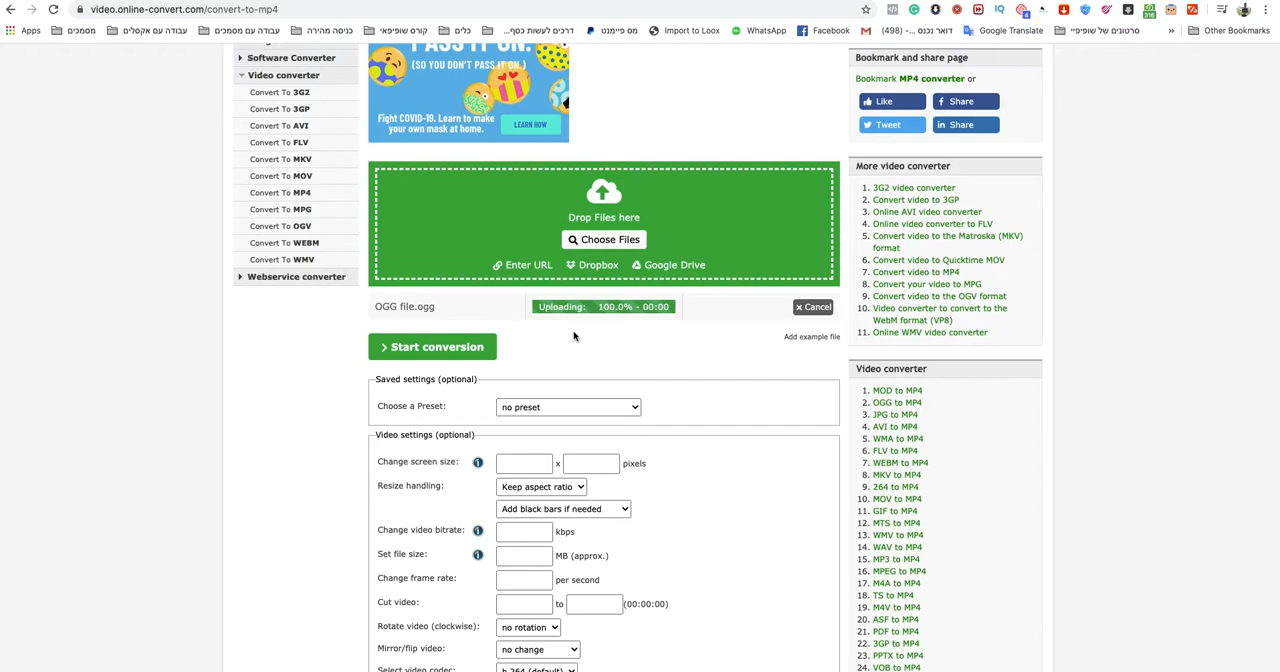 video.online-convert.com/convert-to-mp4
Apps
מסמכים
עבודה עם אקסלים
עבודה עם מסמכים
כניסה מהירה
קורס שופיפאי
כלים
דרכים לעשות כסף...
מס פיימנט
Import to Loox
WhatsApp
Facebook
(498) - דואר נכנס...
Google Translate
סרטונים של שופיפיי
»
Other Bookmarks
4
316
Software Converter
Video converter
Convert To 3G2
Convert To 3GP
Convert To AVI
Convert To FLV
Convert To MKV
Convert To MOV
Convert To MP4
Convert To MPG
Convert To OGV
Convert To WEBM
Convert To WMV
Webservice converter
PASS IT ON.
(SO YOU DON'T PASS IT ON.)
Fight COVID-19. Learn to make
your own mask at home.
LEARN HOW
Drop Files here
Choose Files
Enter URL
Dropbox
Google Drive
OGG file.ogg
Uploading: 100.0% - 00:00
Cancel
Start conversion
Add example file
Saved settings (optional)
Choose a Preset:
no preset
Video settings (optional)
Change screen size:
x
pixels
Resize handling:
Keep aspect ratio
Add black bars if needed
Change video bitrate:
kbps
Set file size:
MB (approx.)
Change frame rate:
per second
Cut video:
to
(00:00:00)
Rotate video (clockwise):
no rotation
Mirror/flip video:
no change
Select video codec:
h.264 (default)
Bookmark and share page
Bookmark MP4 converter or
Like
Share
Tweet
Share
More video converter
1. 3G2 video converter
2. Convert video to 3GP
3. Online AVI video converter
4. Online video converter to FLV
5. Convert video to the Matroska (MKV)
format
6. Convert video to Quicktime MOV
7. Convert video to MP4
8. Convert your video to MPG
9. Convert video to the OGV format
10. Video converter to convert to the
WebM format (VP8)
11. Online WMV video converter
Video converter
1. MOD to MP4
2. OGG to MP4
3. JPG to MP4
4. AVI to MP4
5. WMA to MP4
6. FLV to MP4
7. WEBM to MP4
8. MKV to MP4
9. 264 to MP4
10. MOV to MP4
11. GIF to MP4
12. MTS to MP4
13. WMV to MP4
14. WAV to MP4
15. MP3 to MP4
16. MPEG to MP4
17. M4A to MP4
18. TS to MP4
19. M4V to MP4
20. ASF to MP4
21. PDF to MP4
22. 3GP to MP4
23. PPTX to MP4
24. VOB to MP4